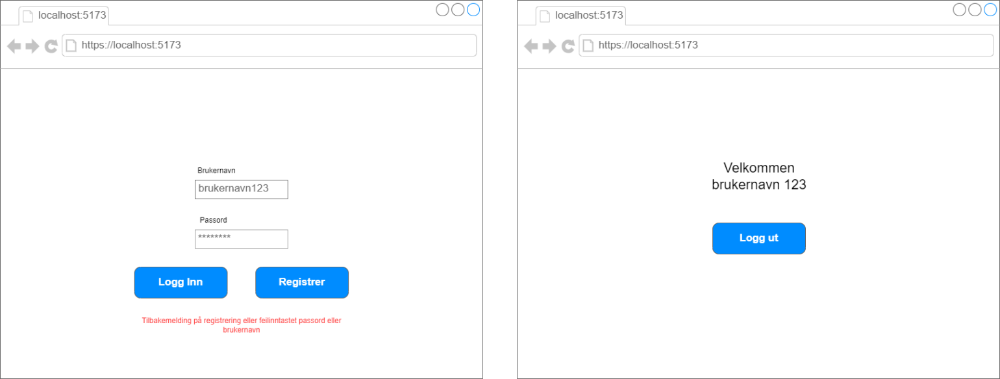 localhost:5173
https://localhost:5173
Brukernavn
brukernavn123
Passord
********
Logg Inn
Registrer
Tilbakemelding på registrering eller feilinntastet passord eller
brukernavn
localhost:5173
https://localhost:5173
Velkommen
brukernavn 123
Logg ut